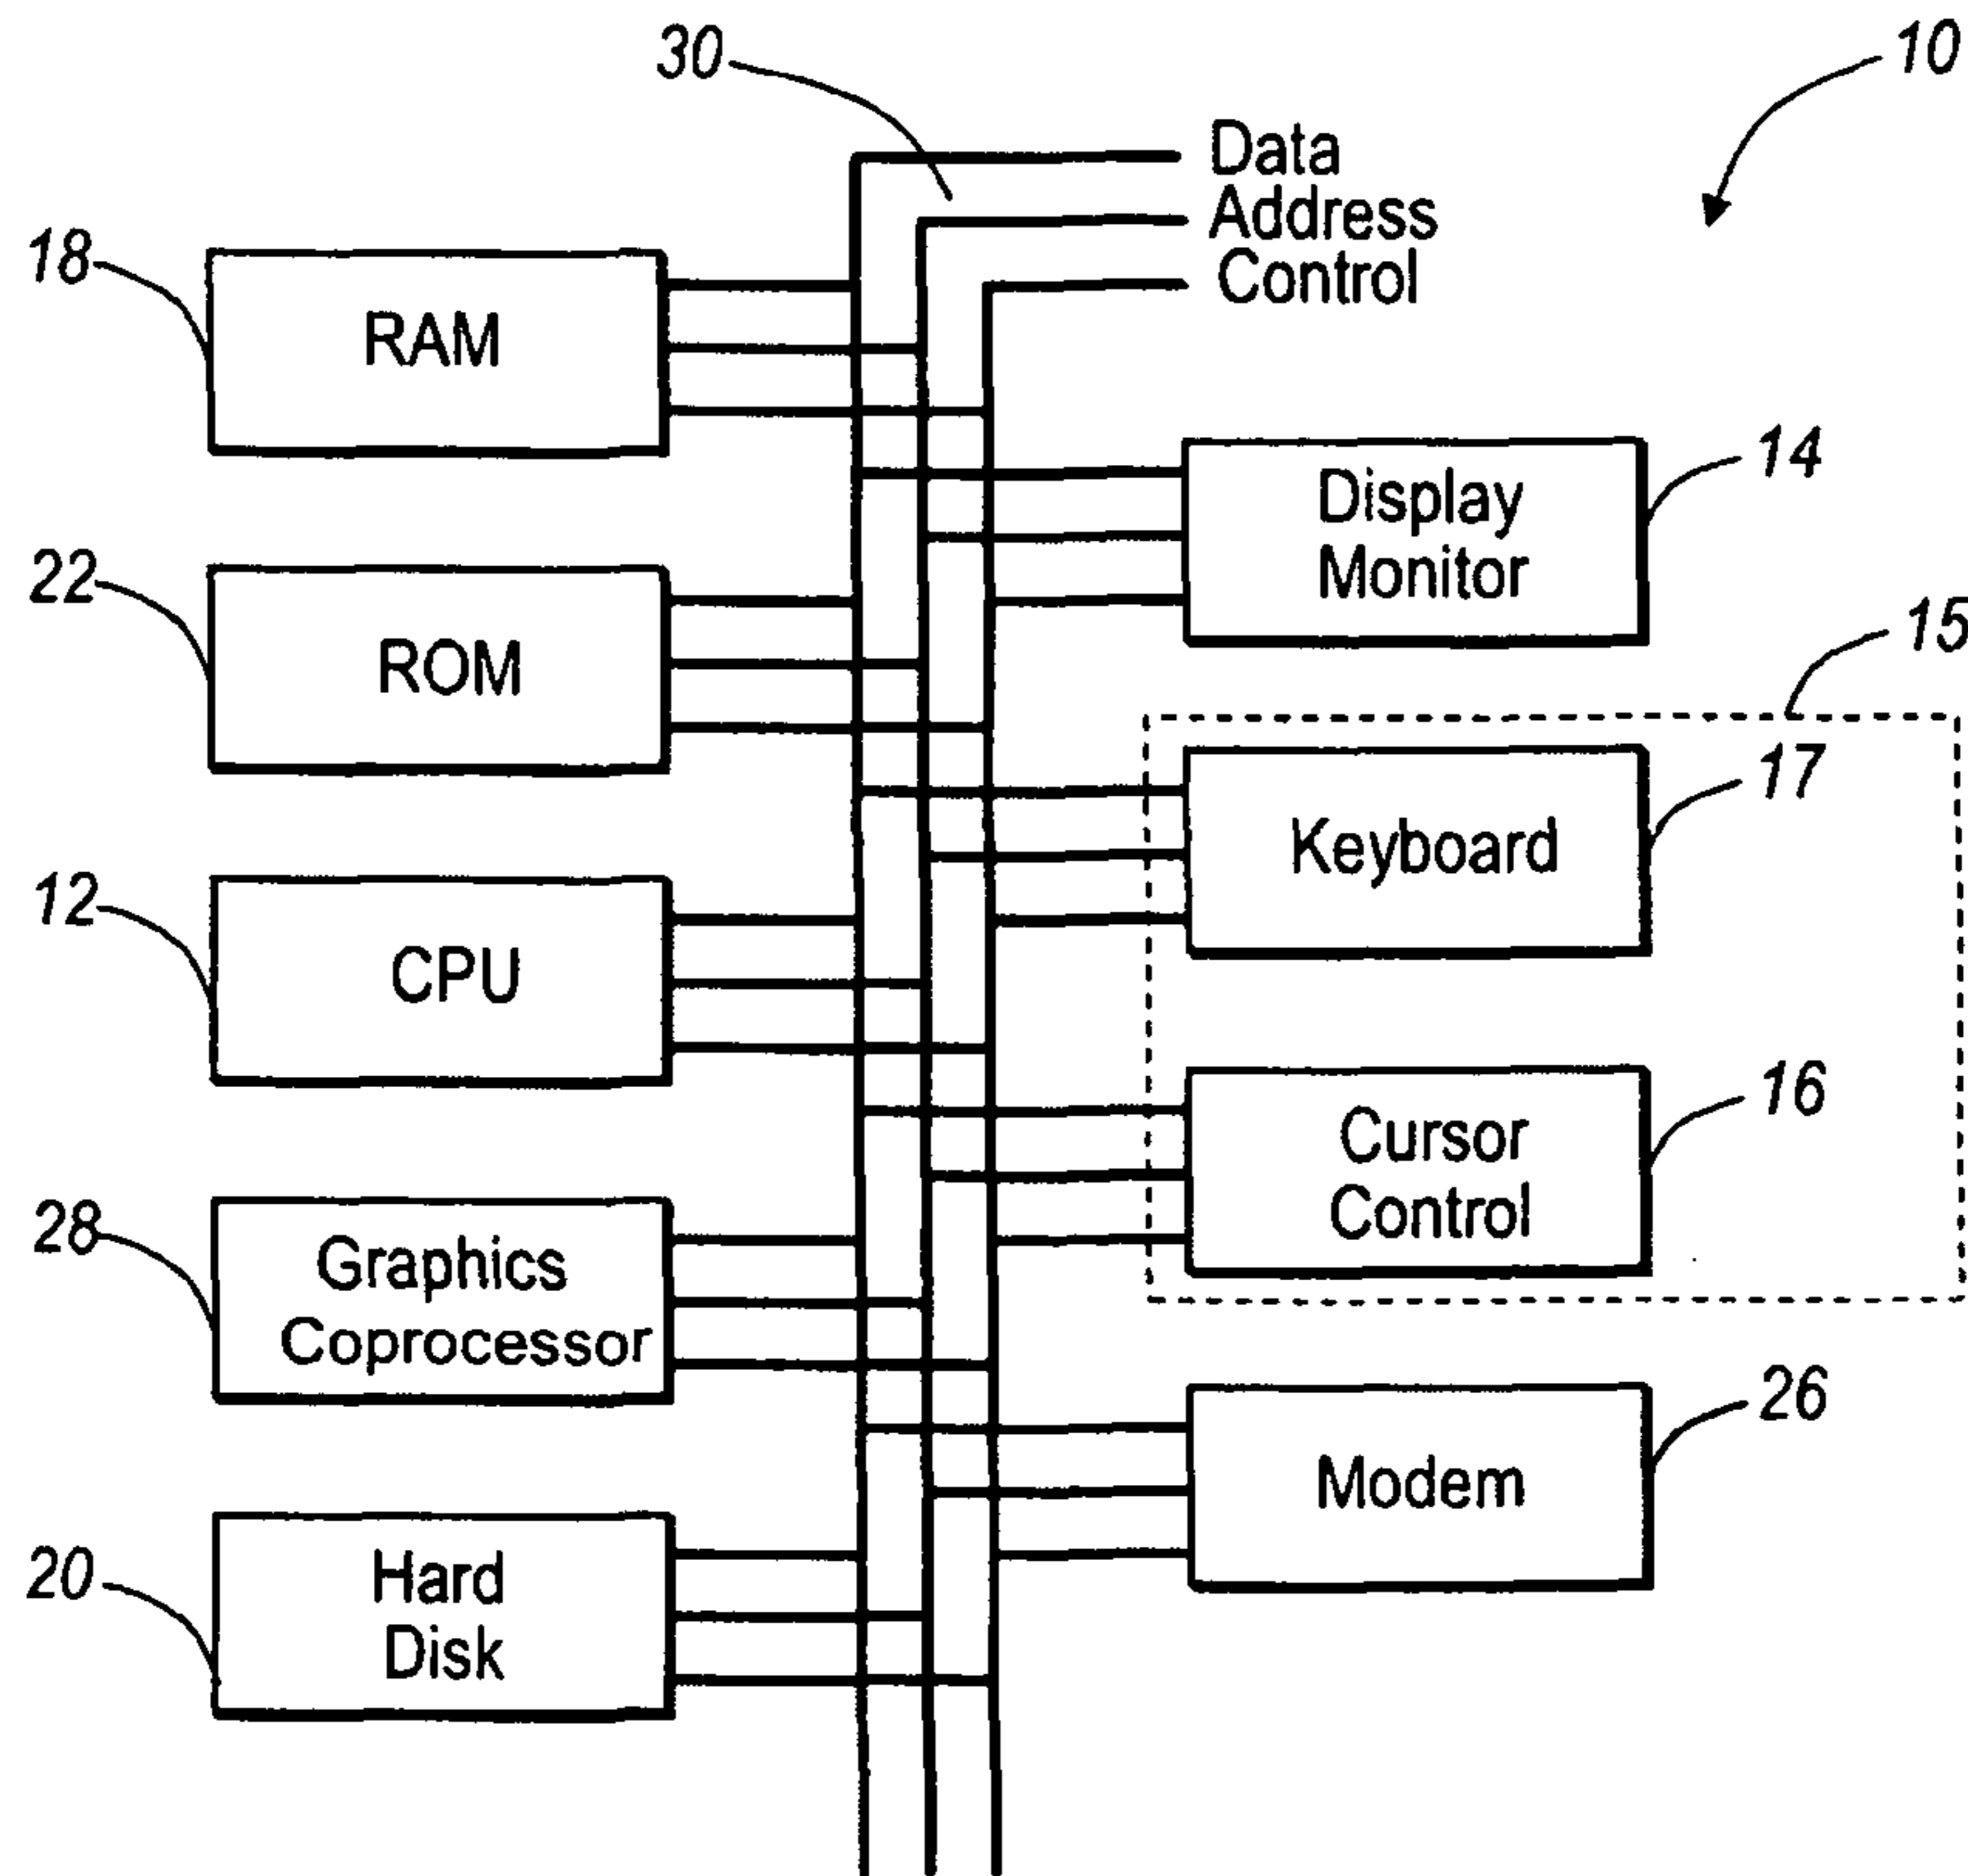 30
10
Data
Address
Control
18
RAM
14
Display
Monitor
22
ROM
15
17
Keyboard
12
CPU
16
Cursor
Control
28
Graphics
Coprocessor
26
Modem
20
Hard
Disk